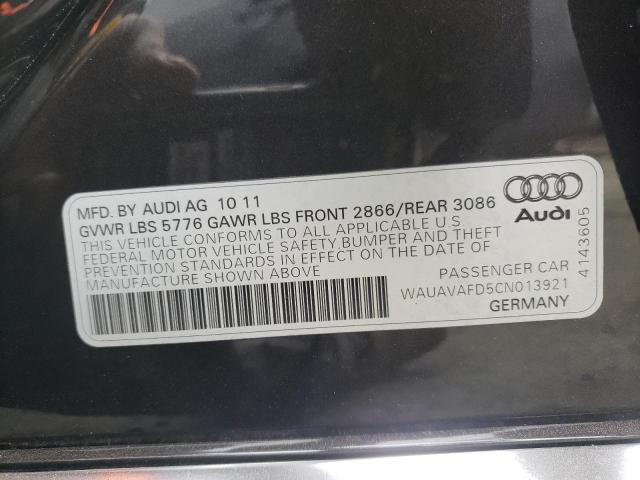 MFD. BY AUDI AG 10 11
GVWR LBS 5776 GAWR LBS FRONT 2866/REAR 3086
THIS VEHICLE CONFORMS TO ALL APPLICABLE U.S.
FEDERAL MOTOR VEHICLE SAFETY,BUMPER AND THEFT
PREVENTION STANDARDS IN EFFECT ON THE DATE OF
MANUFACTURE SHOWN ABOVE
PASSENGER CAR
WAUAVAFD5CN013921
GERMANY
Audi
4143605